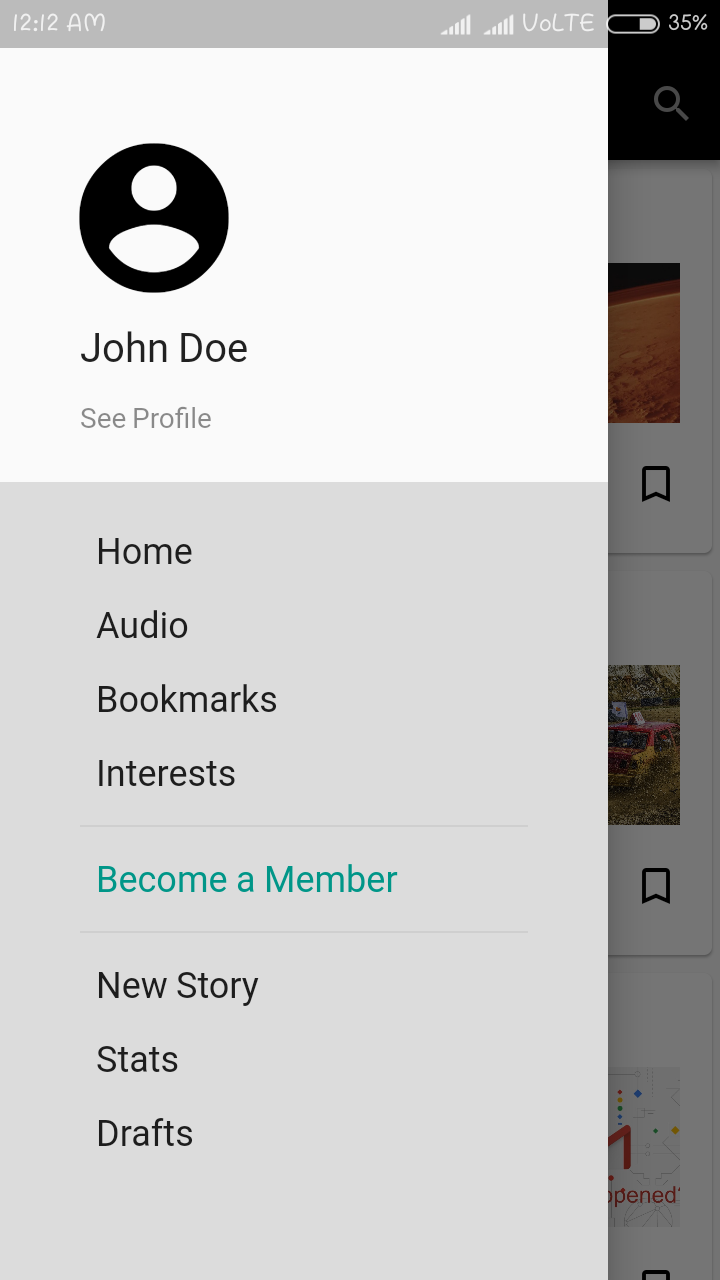 12:12 AM VoLTE 35%
John Doe
See Profile
Home
Audio
Bookmarks
Interests
Become a Member
New Story
Stats
Drafts